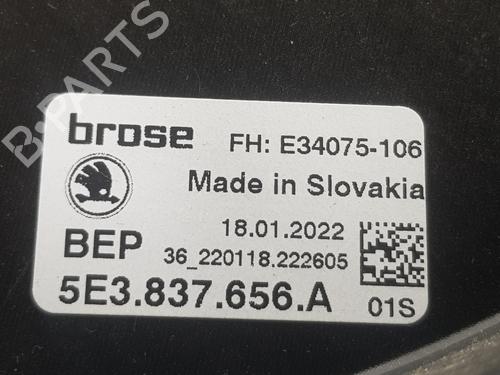 B-PARTS
brose
FH: E34075-106
Made in Slovakia
18.01.2022
BEP
36_220118.222605
5E3.837.656.A
01S